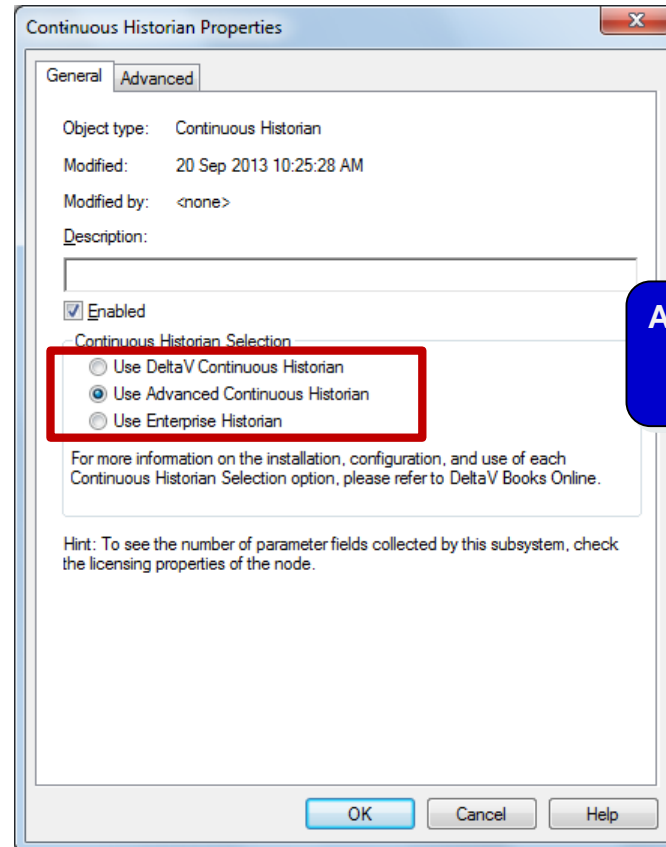 Continuous Historian Properties
General Advanced
Object type: Continuous Historian
Modified: 20 Sep 2013 10:25:28 AM
Modified by: <none>
Description:
Enabled
A
Continuous Historian Selection
Use DeltaV Continuous Historian
Use Advanced Continuous Historian
Use Enterprise Historian
For more information on the installation, configuration, and use of each
Continuous Historian Selection option, please refer to DeltaV Books Online.
Hint: To see the number of parameter fields collected by this subsystem, check
the licensing properties of the node.
OK Cancel Help